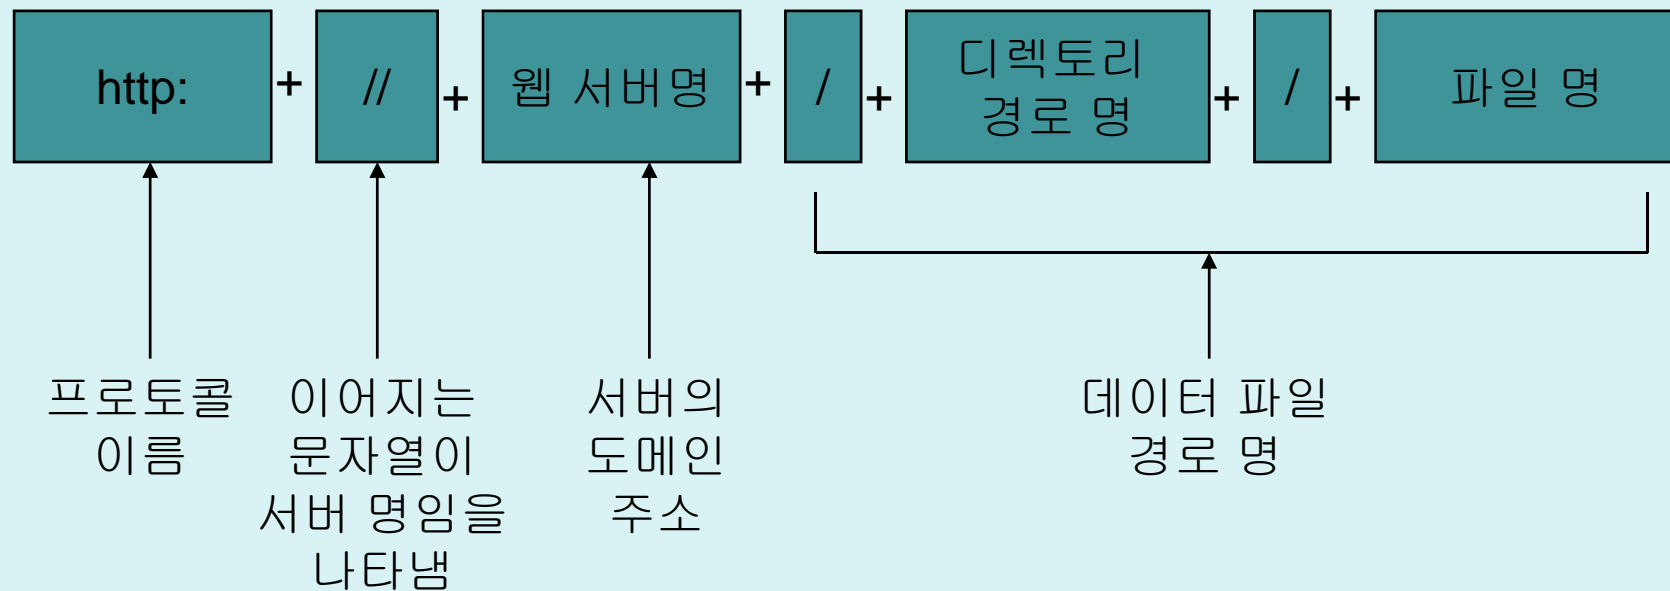 http: + // + 웹 서버명 + / + 디렉토리 경로 명 + / + 파일 명
프로토콜
이름
이어지는
문자열이
서버 명임을
나타냄
서버의
도메인
주소
데이터 파일
경로 명